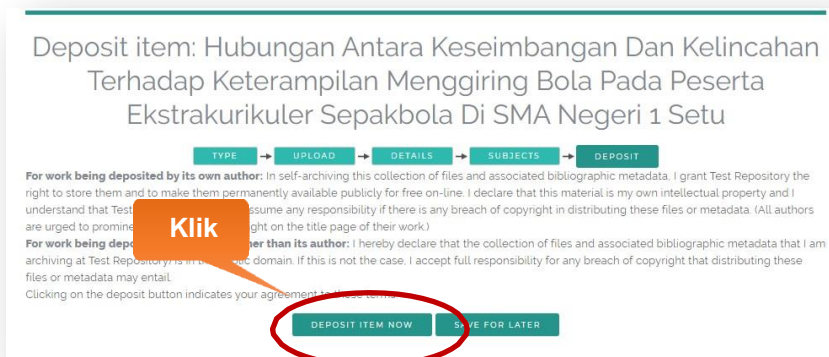 Deposit item: Hubungan Antara Keseimbangan Dan Kelincahan
Terhadap Keterampilan Menggiring Bola Pada Peserta
Ekstrakurikuler Sepakbola Di SMA Negeri 1 Setu
TYPE UPLOAD DETAILS SUBJECTS DEPOSIT
For work being deposited by its own author: In self-archiving this collection of files and associated bibliographic metadata, I grant Test Repository the
right to store them and to make them permanently available publicly for free on-line. I declare that this material is my own intellectual property and I
understand that Test ssume any responsibility if there is any breach of copyright in distributing these files or metadata. (All authors
are urged to promine ght on the title page of their work.)
Klik
For work being depo her than its author: I hereby declare that the collection of files and associated bibliographic metadata that I am
archiving at Test Repository) is in the domain. If this is not the case, I accept full responsibility for any breach of copyright that distributing these
files or metadata may entail.
Clicking on the deposit button indicates your agreement to these terms
DEPOSIT ITEM NOW SAVE FOR LATER